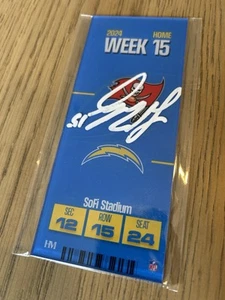 2024 HOME
WEEK 15
SoFi Stadium
SEC ROW SEAT
12 15 24